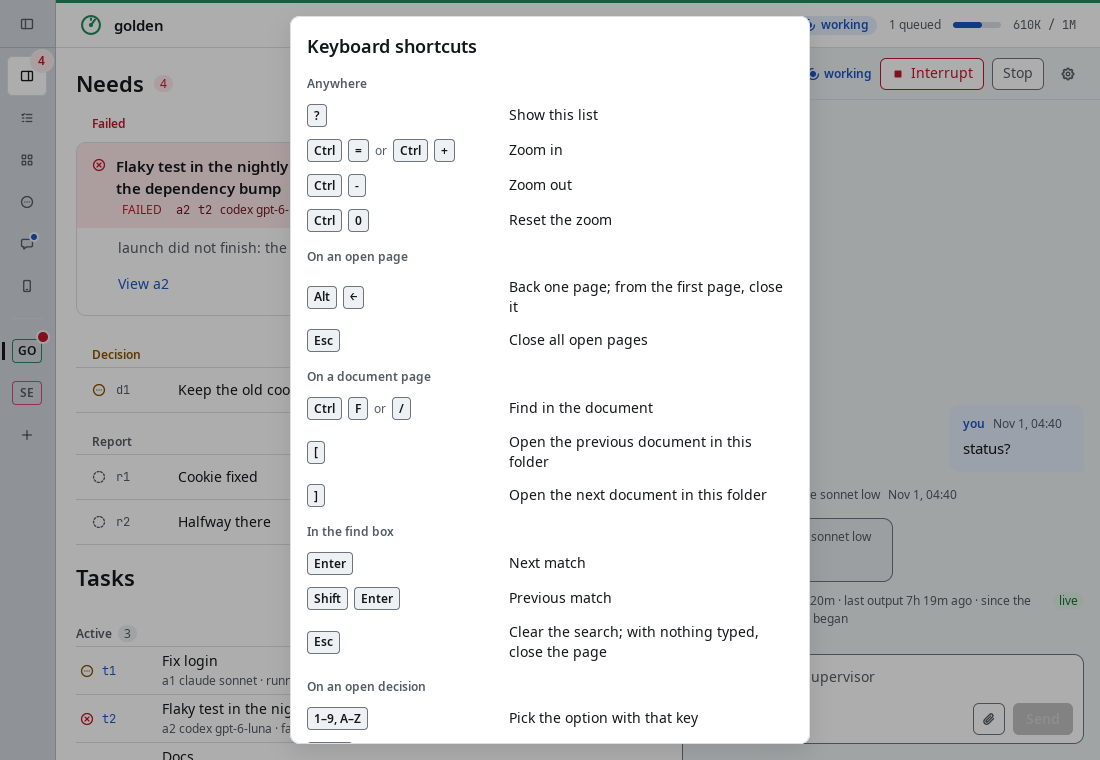 golden
working
1 queued
610K / 1M
4
Needs 4
working
Interrupt
Stop
Failed
Flaky test in the nightly
the dependency bump
FAILED a2 t2 codex gpt-6-
launch did not finish: the
View a2
GO
SE
Decision
d1 Keep the old coo
Report
r1 Cookie fixed
r2 Halfway there
Tasks
Active 3
t1 Fix login
a1 claude sonnet · runr
t2 Flaky test in the nig
a2 codex gpt-6-luna · fa
Docs
Keyboard shortcuts
Anywhere
? Show this list
Ctrl = or Ctrl + Zoom in
Ctrl - Zoom out
Ctrl 0 Reset the zoom
On an open page
Alt ← Back one page; from the first page, close
it
Esc Close all open pages
On a document page
Ctrl F or / Find in the document
[ Open the previous document in this
folder
] Open the next document in this folder
In the find box
Enter Next match
Shift Enter Previous match
Esc Clear the search; with nothing typed,
close the page
On an open decision
1–9, A–Z Pick the option with that key
you Nov 1, 04:40
status?
e sonnet low Nov 1, 04:40
sonnet low
20m · last output 7h 19m ago · since the
began
live
upervisor
Send